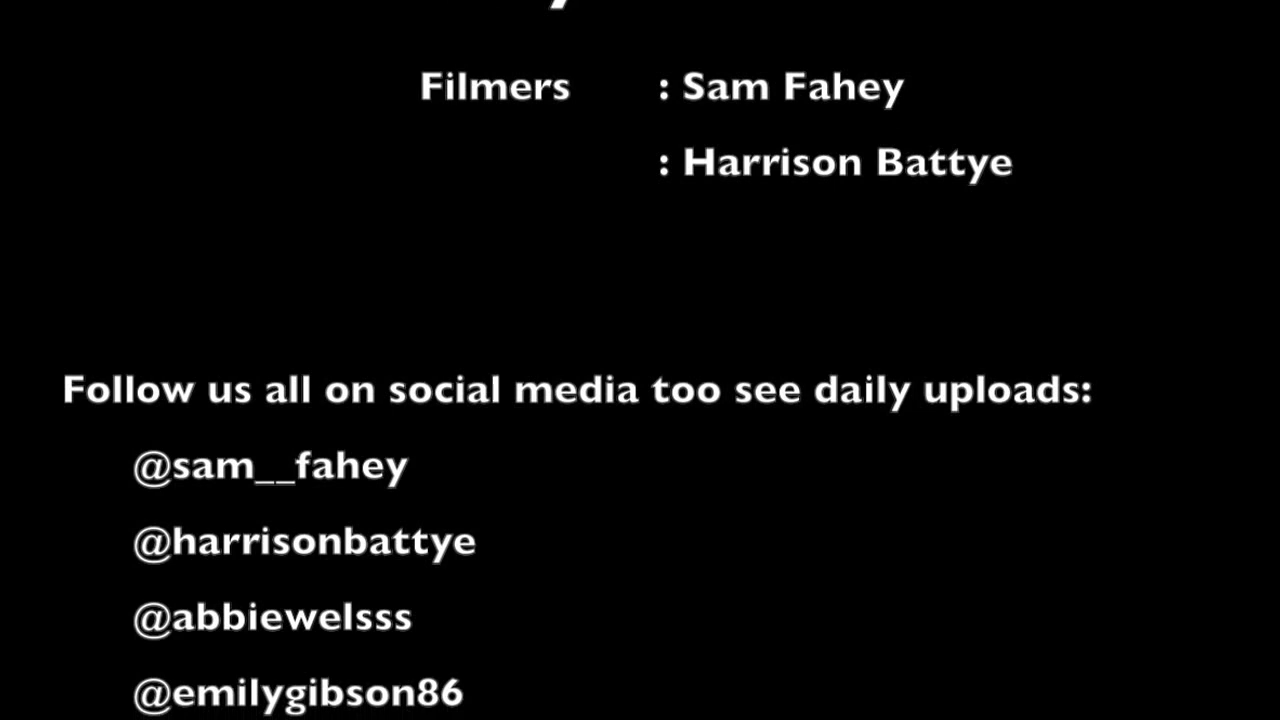 Filmers : Sam Fahey
: Harrison Battye
Follow us all on social media too see daily uploads:
@sam__fahey
@harrisonbattye
@abbiewelsss
@emilygibson86